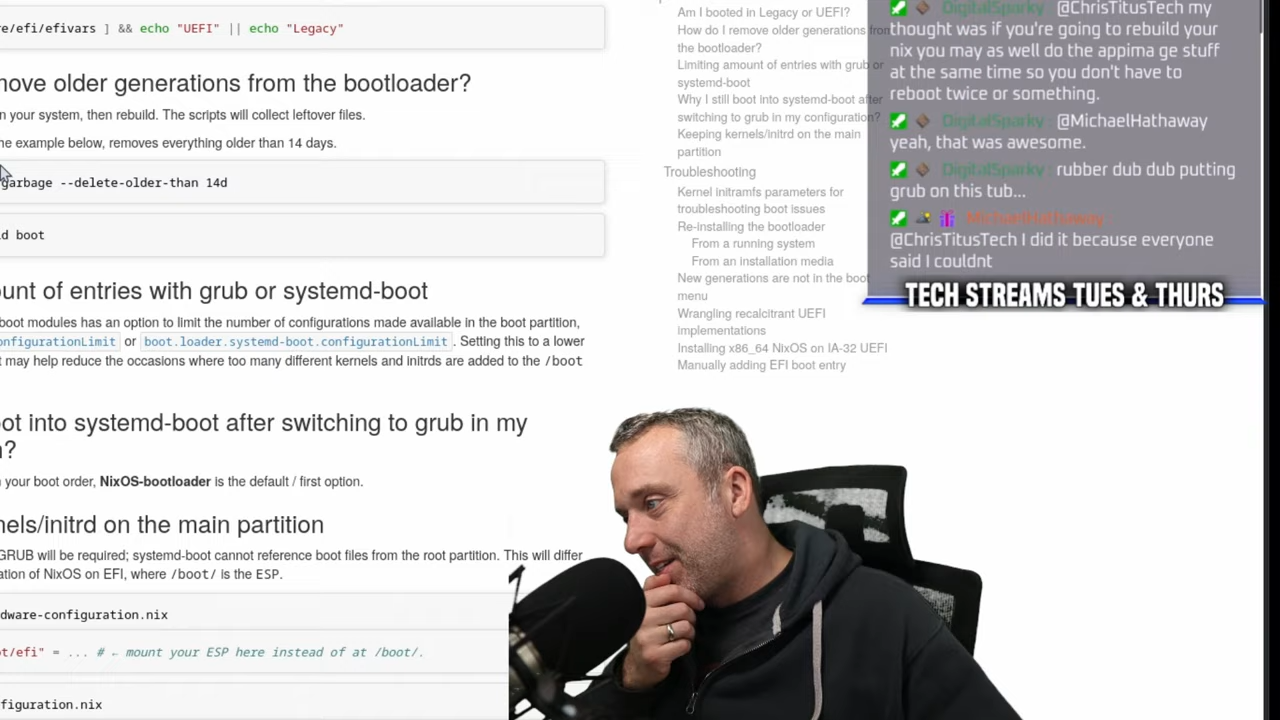 re/efi/efivars ] && echo "UEFI" || echo "Legacy"
move older generations from the bootloader?
n your system, then rebuild. The scripts will collect leftover files.
he example below, removes everything older than 14 days.
garbage --delete-older-than 14d
ld boot
ount of entries with grub or systemd-boot
boot modules has an option to limit the number of configurations made available in the boot partition,
onfigurationLimit or boot.loader.systemd-boot.configurationLimit. Setting this to a lower
t may help reduce the occasions where too many different kernels and initrds are added to the /boot
oot into systemd-boot after switching to grub in my
n?
n your boot order, NixOS-bootloader is the default / first option.
nels/initrd on the main partition
GRUB will be required; systemd-boot cannot reference boot files from the root partition. This will differ
ation of NixOS on EFI, where /boot/ is the ESP.
dware-configuration.nix
ot/efi" = ... # ← mount your ESP here instead of at /boot/.
figuration.nix
Am I booted in Legacy or UEFI?
How do I remove older generations from
the bootloader?
Limiting amount of entries with grub or
systemd-boot
Why I still boot into systemd-boot after
switching to grub in my configuration?
Keeping kernels/initrd on the main
partition
Troubleshooting
Kernel initramfs parameters for
troubleshooting boot issues
Re-installing the bootloader
From a running system
From an installation media
New generations are not in the boot
menu
Wrangling recalcitrant UEFI
implementations
Installing x86_64 NixOS on IA-32 UEFI
Manually adding EFI boot entry
DigitalSparky: @ChrisTitusTech my
thought was if you're going to rebuild your
nix you may as well do the appima ge stuff
at the same time so you don't have to
reboot twice or something.
DigitalSparky: @MichaelHathaway
yeah, that was awesome.
DigitalSparky: rubber dub dub putting
grub on this tub...
MichaelHathaway:
@ChrisTitusTech I did it because everyone
said I couldnt
TECH STREAMS TUES & THURS